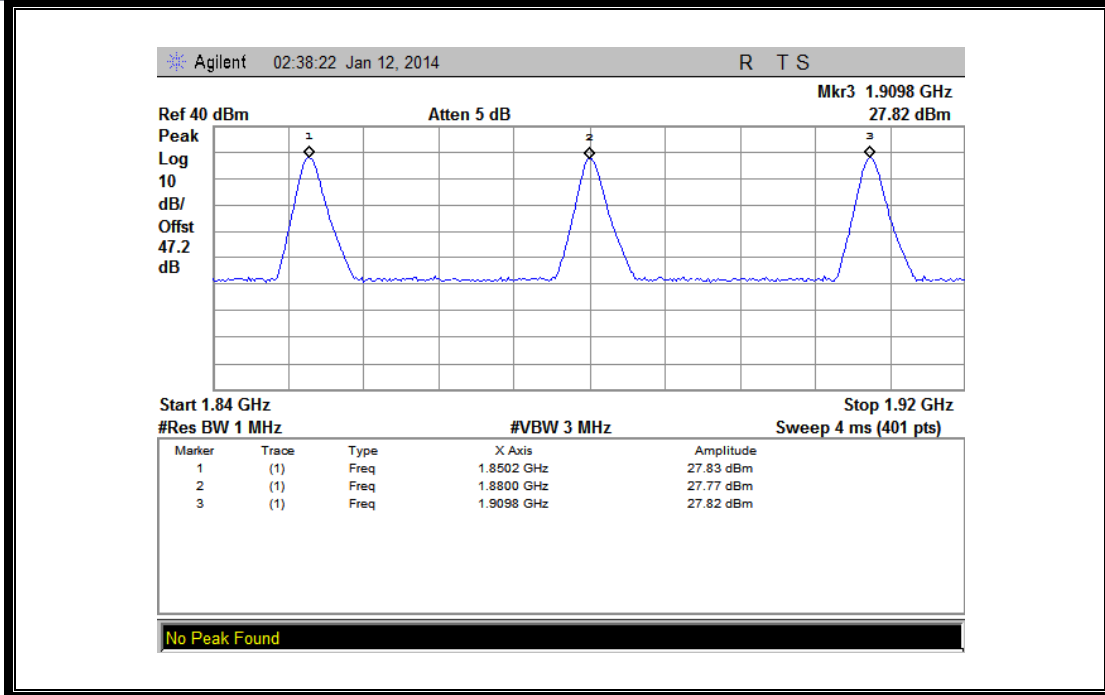 Agilent 02:38:22 Jan 12, 2014 R T S
Mkr3 1.9098 GHz
Ref 40 dBm Atten 5 dB 27.82 dBm
Peak
Log
10
dB/
Offst
47.2
dB
1 2 3
Start 1.84 GHz Stop 1.92 GHz
#Res BW 1 MHz #VBW 3 MHz Sweep 4 ms (401 pts)
Marker Trace Type X Axis Amplitude
1 (1) Freq 1.8502 GHz 27.83 dBm
2 (1) Freq 1.8800 GHz 27.77 dBm
3 (1) Freq 1.9098 GHz 27.82 dBm
No Peak Found